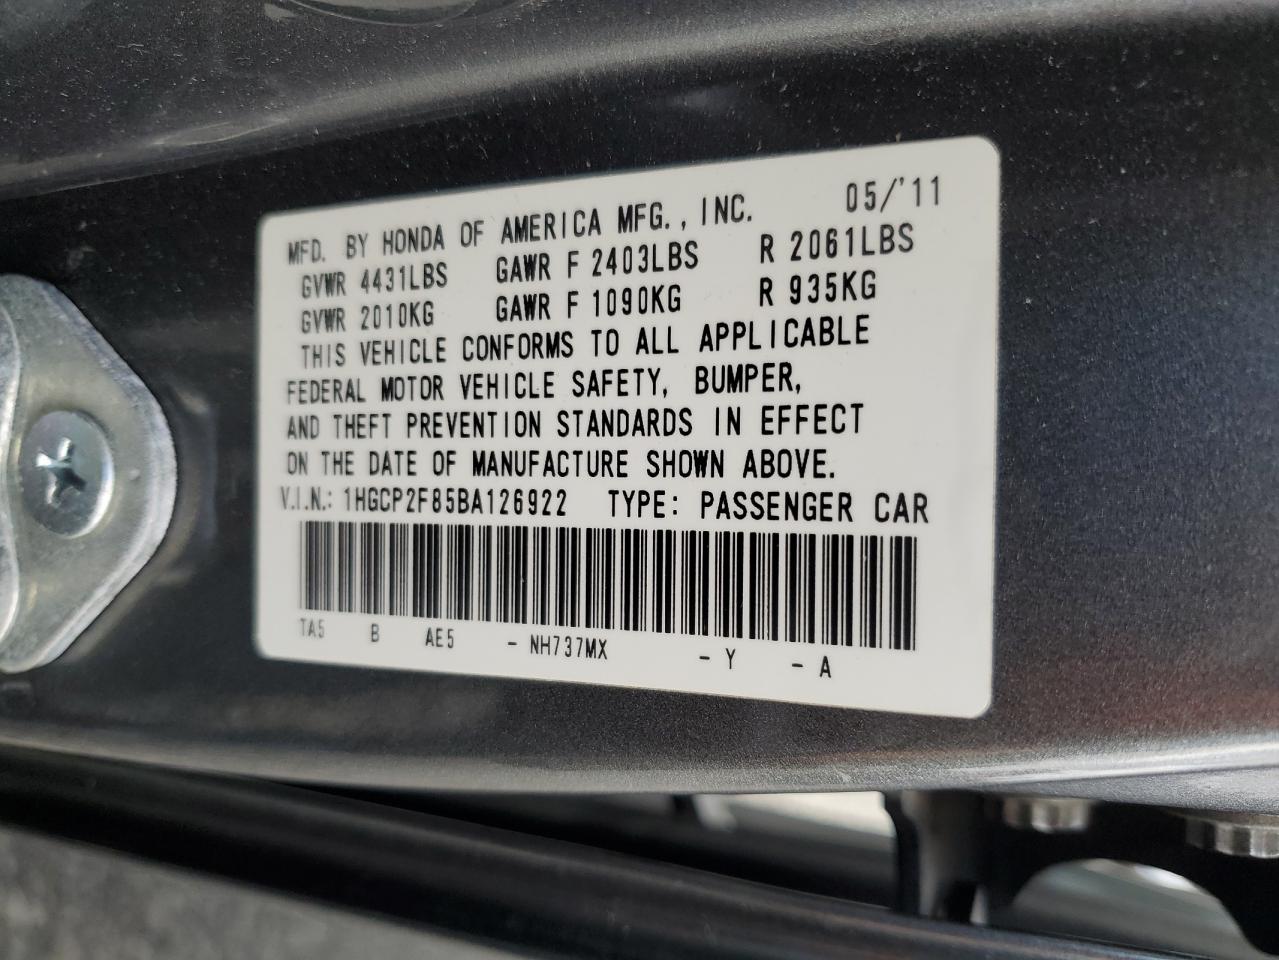 MFD. BY HONDA OF AMERICA MFG., INC. 05/'11
GVWR 4431LBS GAWR F 2403LBS R 2061LBS
GVWR 2010KG GAWR F 1090KG R 935KG
THIS VEHICLE CONFORMS TO ALL APPLICABLE
FEDERAL MOTOR VEHICLE SAFETY, BUMPER,
AND THEFT PREVENTION STANDARDS IN EFFECT
ON THE DATE OF MANUFACTURE SHOWN ABOVE.
V.I.N.: 1HGCP2F85BA126922 TYPE: PASSENGER CAR
TA5 B AE5 - NH737MX - Y - A